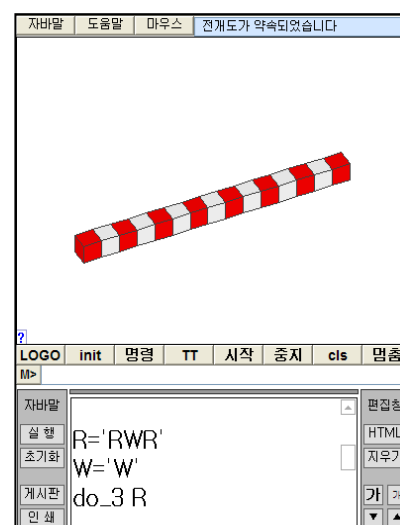 자바말 도움말 마우스 전개도가 약속되었습니다
?
LOGO init 명령 TT 시작 중지 cls 멈춤
M>
자바말 편집창
실 행 R='RWR' HTML
초기화 W='W' 지우기
게시판 do_3 R 가
인 쇄